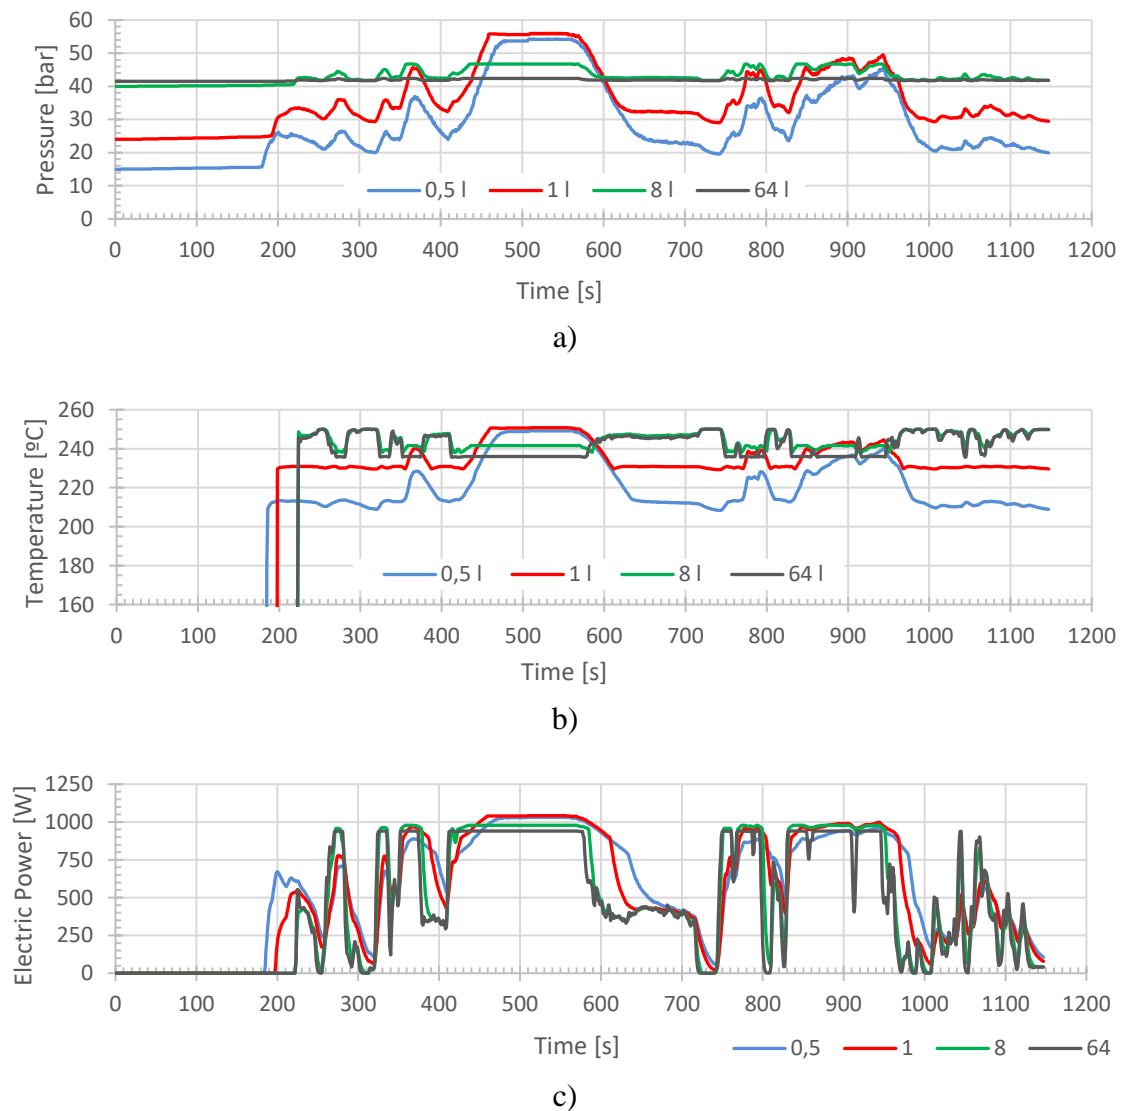 60
50
40
30
20
10
0
Pressure [bar]
0,5 l 1 l 8 l 64 l
0 100 200 300 400 500 600 700 800 900 1000 1100 1200
Time [s]
a)
260
240
220
200
180
160
Temperature [ºC]
0,5 l 1 l 8 l 64 l
0 100 200 300 400 500 600 700 800 900 1000 1100 1200
Time [s]
b)
1250
1000
750
500
250
0
Electric Power [W]
0 100 200 300 400 500 600 700 800 900 1000 1100 1200
Time [s]
0,5 1 8 64
c)